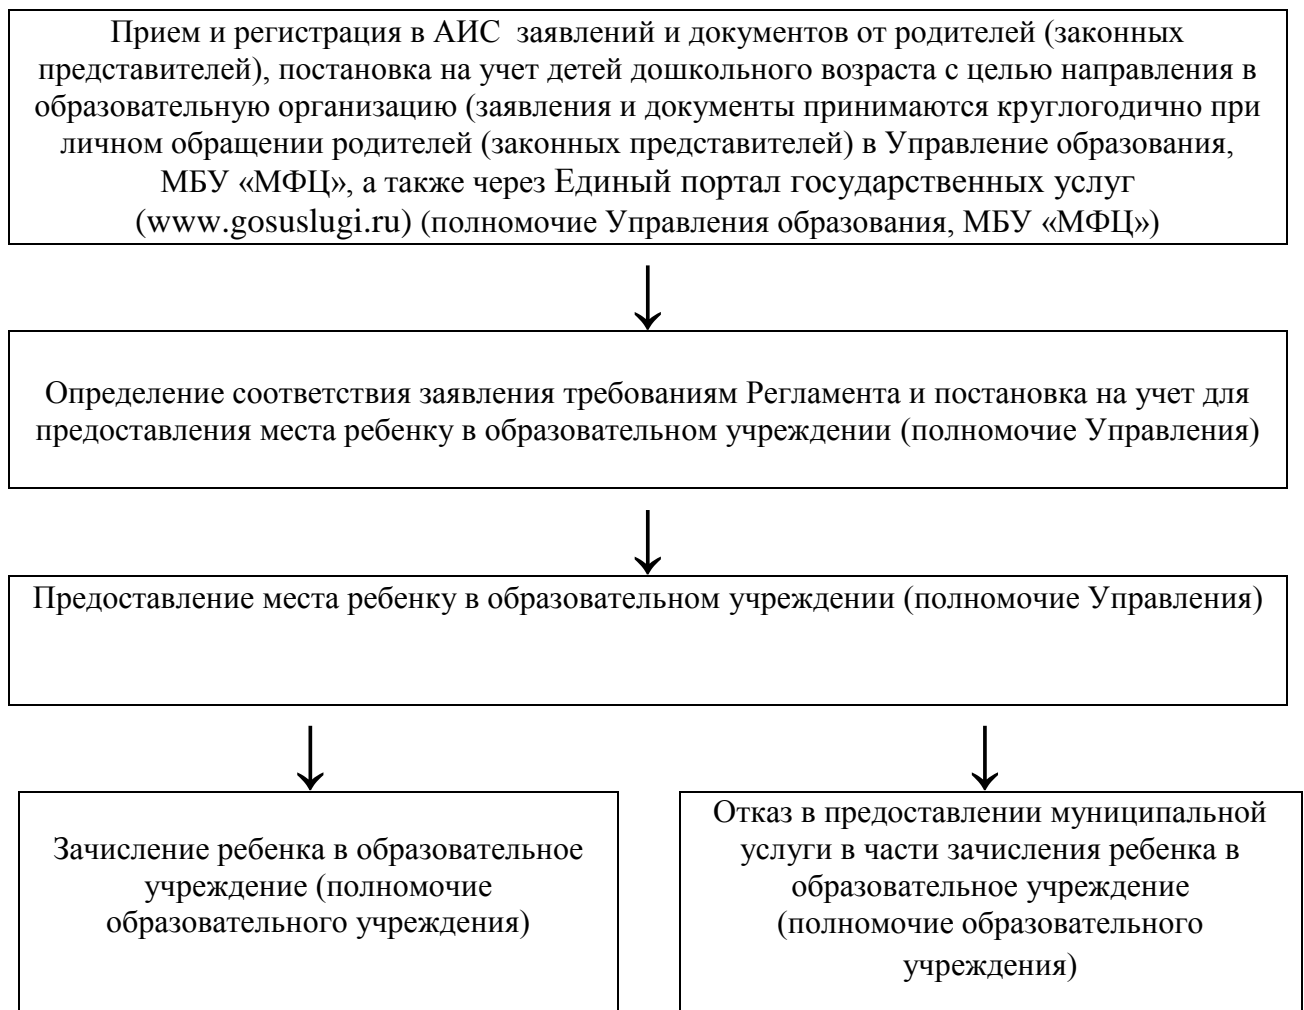 Прием и регистрация в АИС  заявлений и документов от родителей (законных
представителей), постановка на учет детей дошкольного возраста с целью направления в
образовательную организацию (заявления и документы принимаются круглогодично при
личном обращении родителей (законных представителей) в Управление образования,
МБУ «МФЦ», а также через Единый портал государственных услуг
(www.gosuslugi.ru) (полномочие Управления образования, МБУ «МФЦ»)
Определение соответствия заявления требованиям Регламента и постановка на учет для
предоставления места ребенку в образовательном учреждении (полномочие Управления)
Предоставление места ребенку в образовательном учреждении (полномочие Управления)
Зачисление ребенка в образовательное
учреждение (полномочие
образовательного учреждения)
Отказ в предоставлении муниципальной
услуги в части зачисления ребенка в
образовательное учреждение
(полномочие образовательного
учреждения)